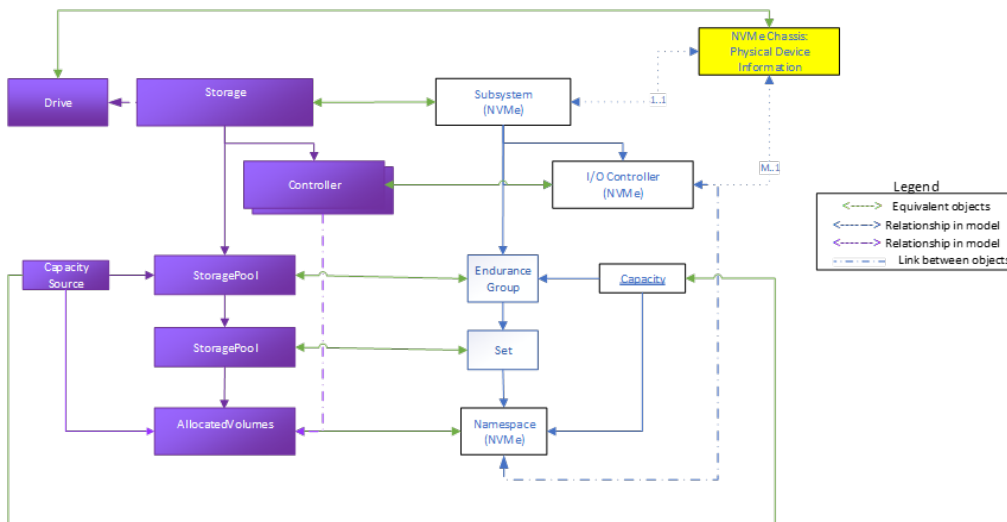 NVMe Chassis:
Physical Device
Information
Drive
Storage
Subsystem
(NVMe)
1..1
Controller
I/O Controller
(NVMe)
M..1
Legend
Equivalent objects
Relationship in model
Relationship in model
Link between objects
Capacity
Source
StoragePool
Endurance
Group
Capacity
StoragePool
Set
AllocatedVolumes
Namespace
(NVMe)